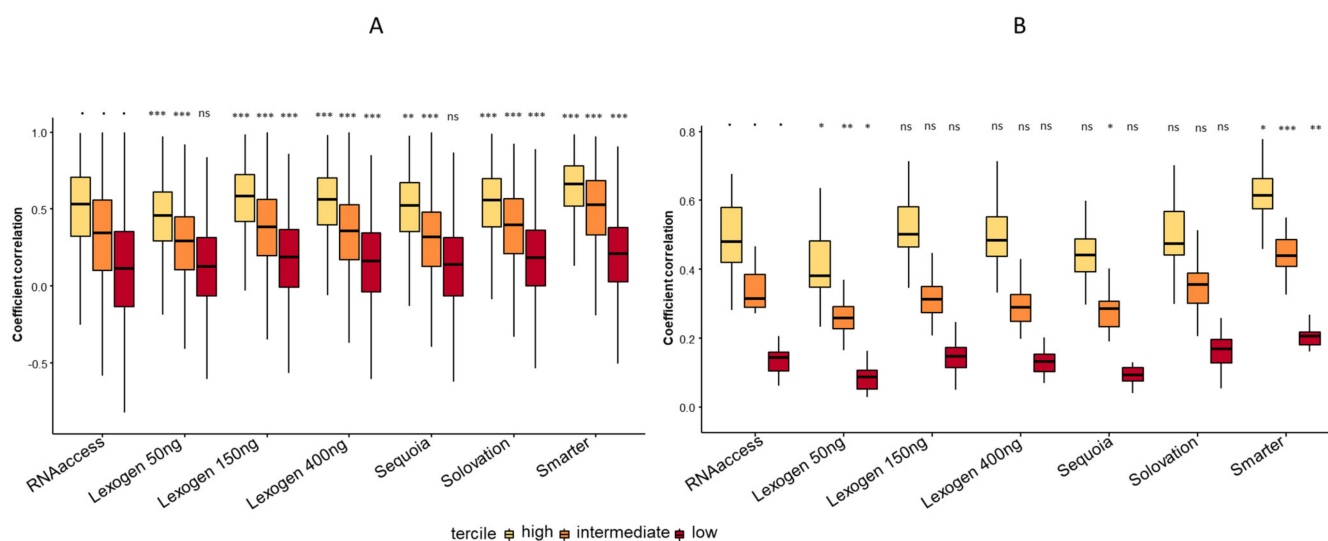 A
B
. . . *** *** ns *** *** *** *** *** *** ** *** ns *** *** *** *** *** ***
. . . * ** * ns ns ns ns ns ns ns * ns ns ns ns * *** **
Coefficient correlation
1.0
0.5
0.0
-0.5
RNAaccess
Lexogen 50ng
Lexogen 150ng
Lexogen 400ng
Sequoia
Solovation
Smarter
Coefficient correlation
0.8
0.6
0.4
0.2
0.0
RNAaccess
Lexogen 50ng
Lexogen 150ng
Lexogen 400ng
Sequoia
Solovation
Smarter
tercile high intermediate low